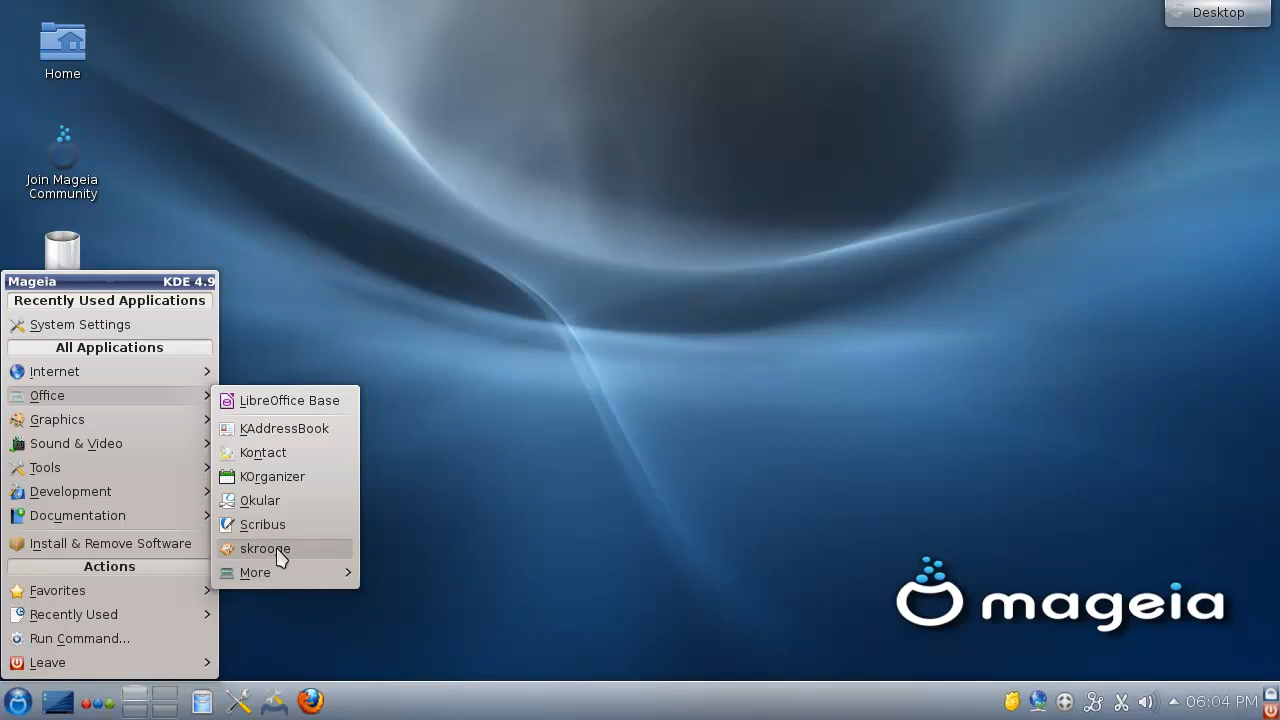 Desktop
Home
Join Mageia
Community
Mageia KDE 4.9
Recently Used Applications
System Settings
All Applications
Internet
Office
Graphics
Sound & Video
Tools
Development
Documentation
Install & Remove Software
Actions
Favorites
Recently Used
Run Command...
Leave
LibreOffice Base
KAddressBook
Kontact
KOrganizer
Okular
Scribus
skrooge
More
mageia
06:04 PM